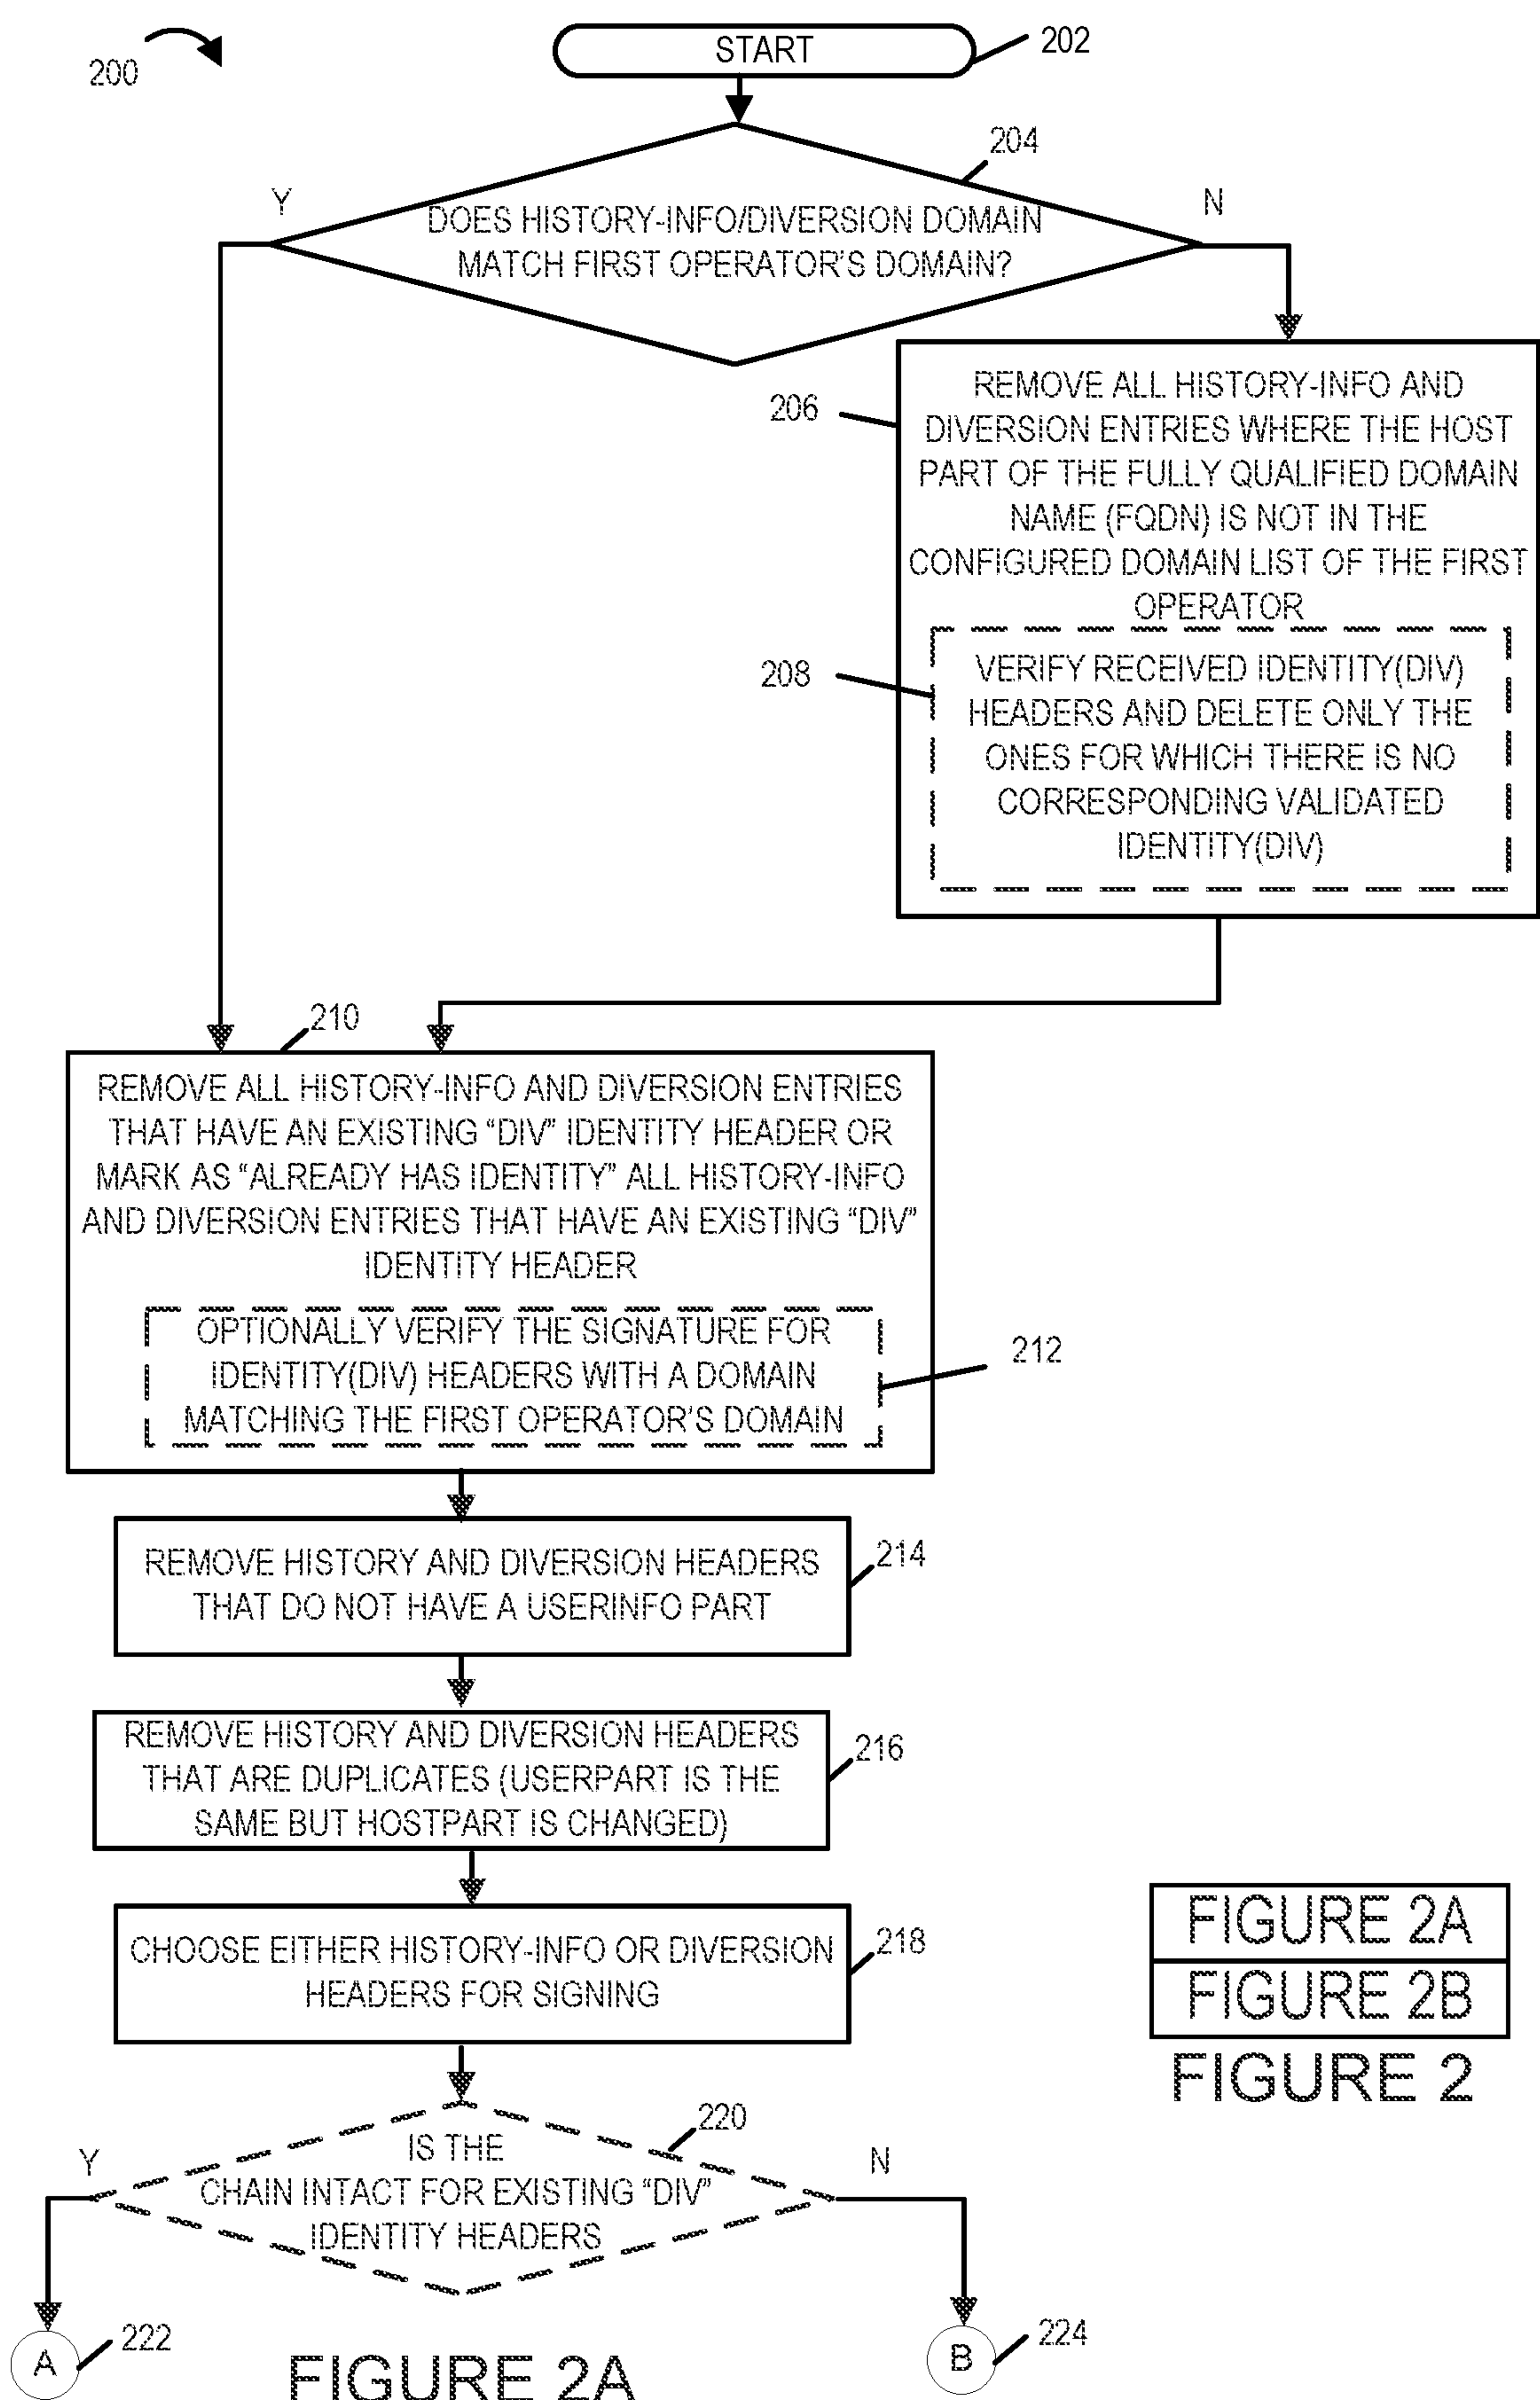 200
START
202
204
Y
N
DOES HISTORY-INFO/DIVERSION DOMAIN
MATCH FIRST OPERATOR'S DOMAIN?
206
REMOVE ALL HISTORY-INFO AND
DIVERSION ENTRIES WHERE THE HOST
PART OF THE FULLY QUALIFIED DOMAIN
NAME (FQDN) IS NOT IN THE
CONFIGURED DOMAIN LIST OF THE FIRST
OPERATOR
208
VERIFY RECEIVED IDENTITY(DIV)
HEADERS AND DELETE ONLY THE
ONES FOR WHICH THERE IS NO
CORRESPONDING VALIDATED
IDENTITY(DIV)
210
REMOVE ALL HISTORY-INFO AND DIVERSION ENTRIES
THAT HAVE AN EXISTING “DIV” IDENTITY HEADER OR
MARK AS “ALREADY HAS IDENTITY” ALL HISTORY-INFO
AND DIVERSION ENTRIES THAT HAVE AN EXISTING “DIV”
IDENTITY HEADER
OPTIONALLY VERIFY THE SIGNATURE FOR
IDENTITY(DIV) HEADERS WITH A DOMAIN
MATCHING THE FIRST OPERATOR'S DOMAIN
212
REMOVE HISTORY AND DIVERSION HEADERS
THAT DO NOT HAVE A USERINFO PART
214
REMOVE HISTORY AND DIVERSION HEADERS
THAT ARE DUPLICATES (USERPART IS THE
SAME BUT HOSTPART IS CHANGED)
216
CHOOSE EITHER HISTORY-INFO OR DIVERSION
HEADERS FOR SIGNING
218
FIGURE 2A
FIGURE 2B
FIGURE 2
220
Y
N
IS THE
CHAIN INTACT FOR EXISTING “DIV”
IDENTITY HEADERS
A
222
B
224
FIGURE 2A